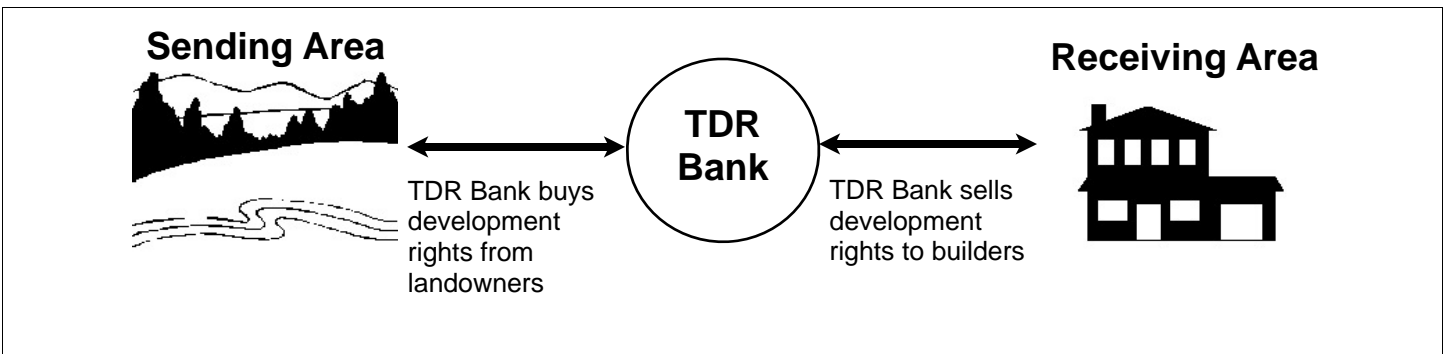 Sending Area
TDR Bank buys
development
rights from
landowners
TDR
Bank
TDR Bank sells
development
rights to builders
Receiving Area